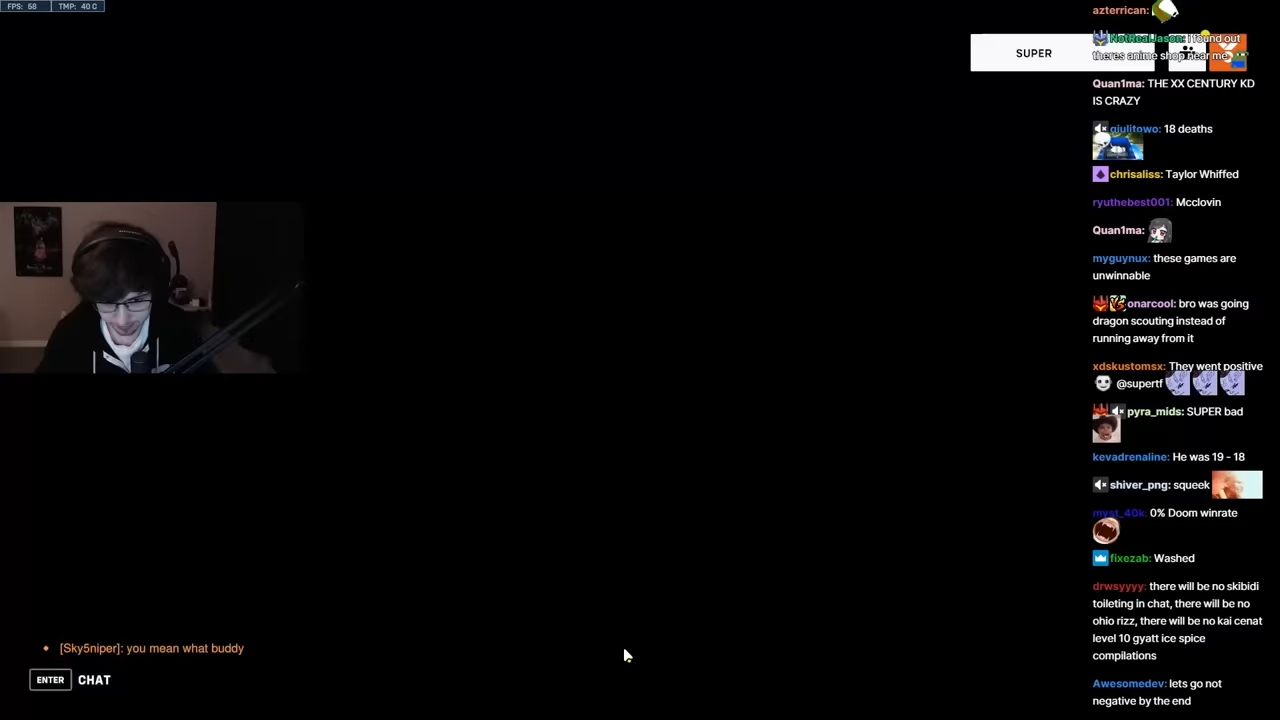 FPS: 58 TMP: 40 C
SUPER
[Sky5niper]: you mean what buddy
ENTER CHAT
azterrican:
NotRealJason: i found out
theres anime shop near me
Quan1ma: THE XX CENTURY KD
IS CRAZY
giulitowo: 18 deaths
chrisaliss: Taylor Whiffed
ryuthebest001: Mcclovin
Quan1ma:
myguynux: these games are
unwinnable
onarcool: bro was going
dragon scouting instead of
running away from it
xdskustomsx: They went positive
@supertf
pyra_mids: SUPER bad
kevadrenaline: He was 19 - 18
shiver_png: squeek
myst_40k: 0% Doom winrate
fixezab: Washed
drwsyyyy: there will be no skibidi
toileting in chat, there will be no
ohio rizz, there will be no kai cenat
level 10 gyatt ice spice
compilations
Awesomedev: lets go not
negative by the end